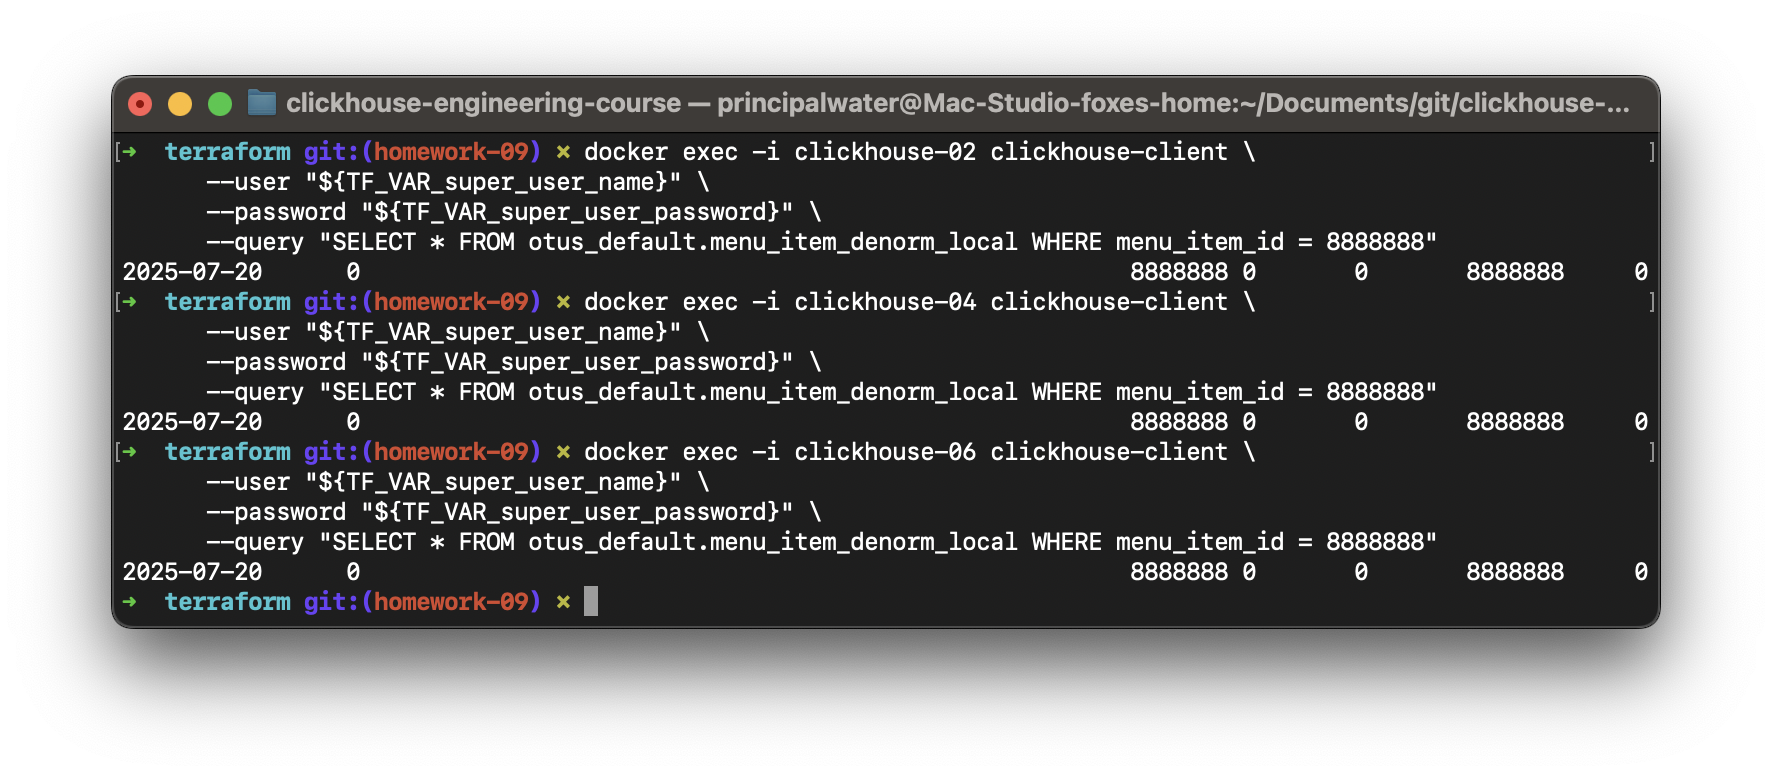 clickhouse-engineering-course — principalwater@Mac-Studio-foxes-home:~/Documents/git/clickhouse-...
[➜  terraform git:(homework-09) × docker exec -i clickhouse-02 clickhouse-client \ ]
--user "${TF_VAR_super_user_name}" \
--password "${TF_VAR_super_user_password}" \
--query "SELECT * FROM otus_default.menu_item_denorm_local WHERE menu_item_id = 8888888"
2025-07-20      0                                                       8888888 0       0       8888888     0
[➜  terraform git:(homework-09) × docker exec -i clickhouse-04 clickhouse-client \ ]
--user "${TF_VAR_super_user_name}" \
--password "${TF_VAR_super_user_password}" \
--query "SELECT * FROM otus_default.menu_item_denorm_local WHERE menu_item_id = 8888888"
2025-07-20      0                                                       8888888 0       0       8888888     0
[➜  terraform git:(homework-09) × docker exec -i clickhouse-06 clickhouse-client \ ]
--user "${TF_VAR_super_user_name}" \
--password "${TF_VAR_super_user_password}" \
--query "SELECT * FROM otus_default.menu_item_denorm_local WHERE menu_item_id = 8888888"
2025-07-20      0                                                       8888888 0       0       8888888     0
➜  terraform git:(homework-09) ×